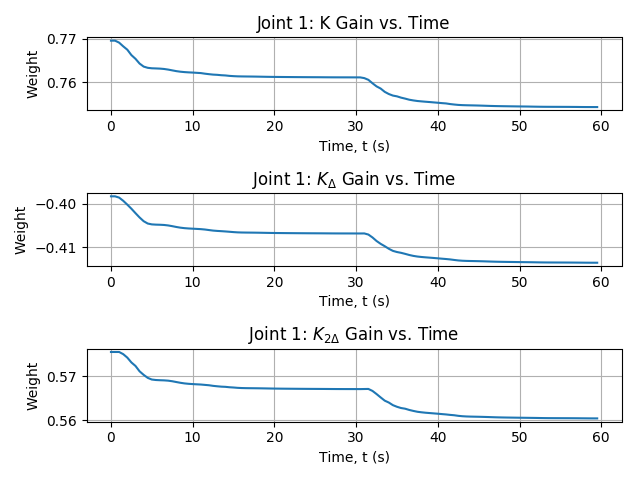 Joint 1: K Gain vs. Time
0.77
0.76
Weight
0 10 20 30 40 50 60
Time, t (s)
Joint 1: K_Δ Gain vs. Time
−0.40
−0.41
Weight
0 10 20 30 40 50 60
Time, t (s)
Joint 1: K_2Δ Gain vs. Time
0.57
0.56
Weight
0 10 20 30 40 50 60
Time, t (s)